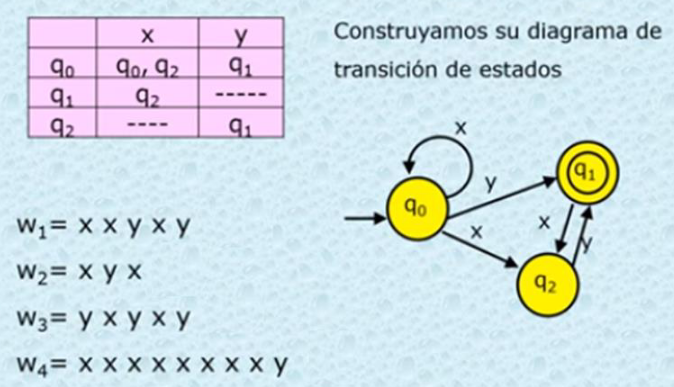 x y
q₀ q₀, q₂ q₁
q₁ q₂ -----
q₂ ---- q₁
Construyamos su diagrama de
transición de estados
x
y
q₁
q₀
x
x
y
q₂
w₁= x x y x y
w₂= x y x
w₃= y x y x y
w₄= x x x x x x x x x y